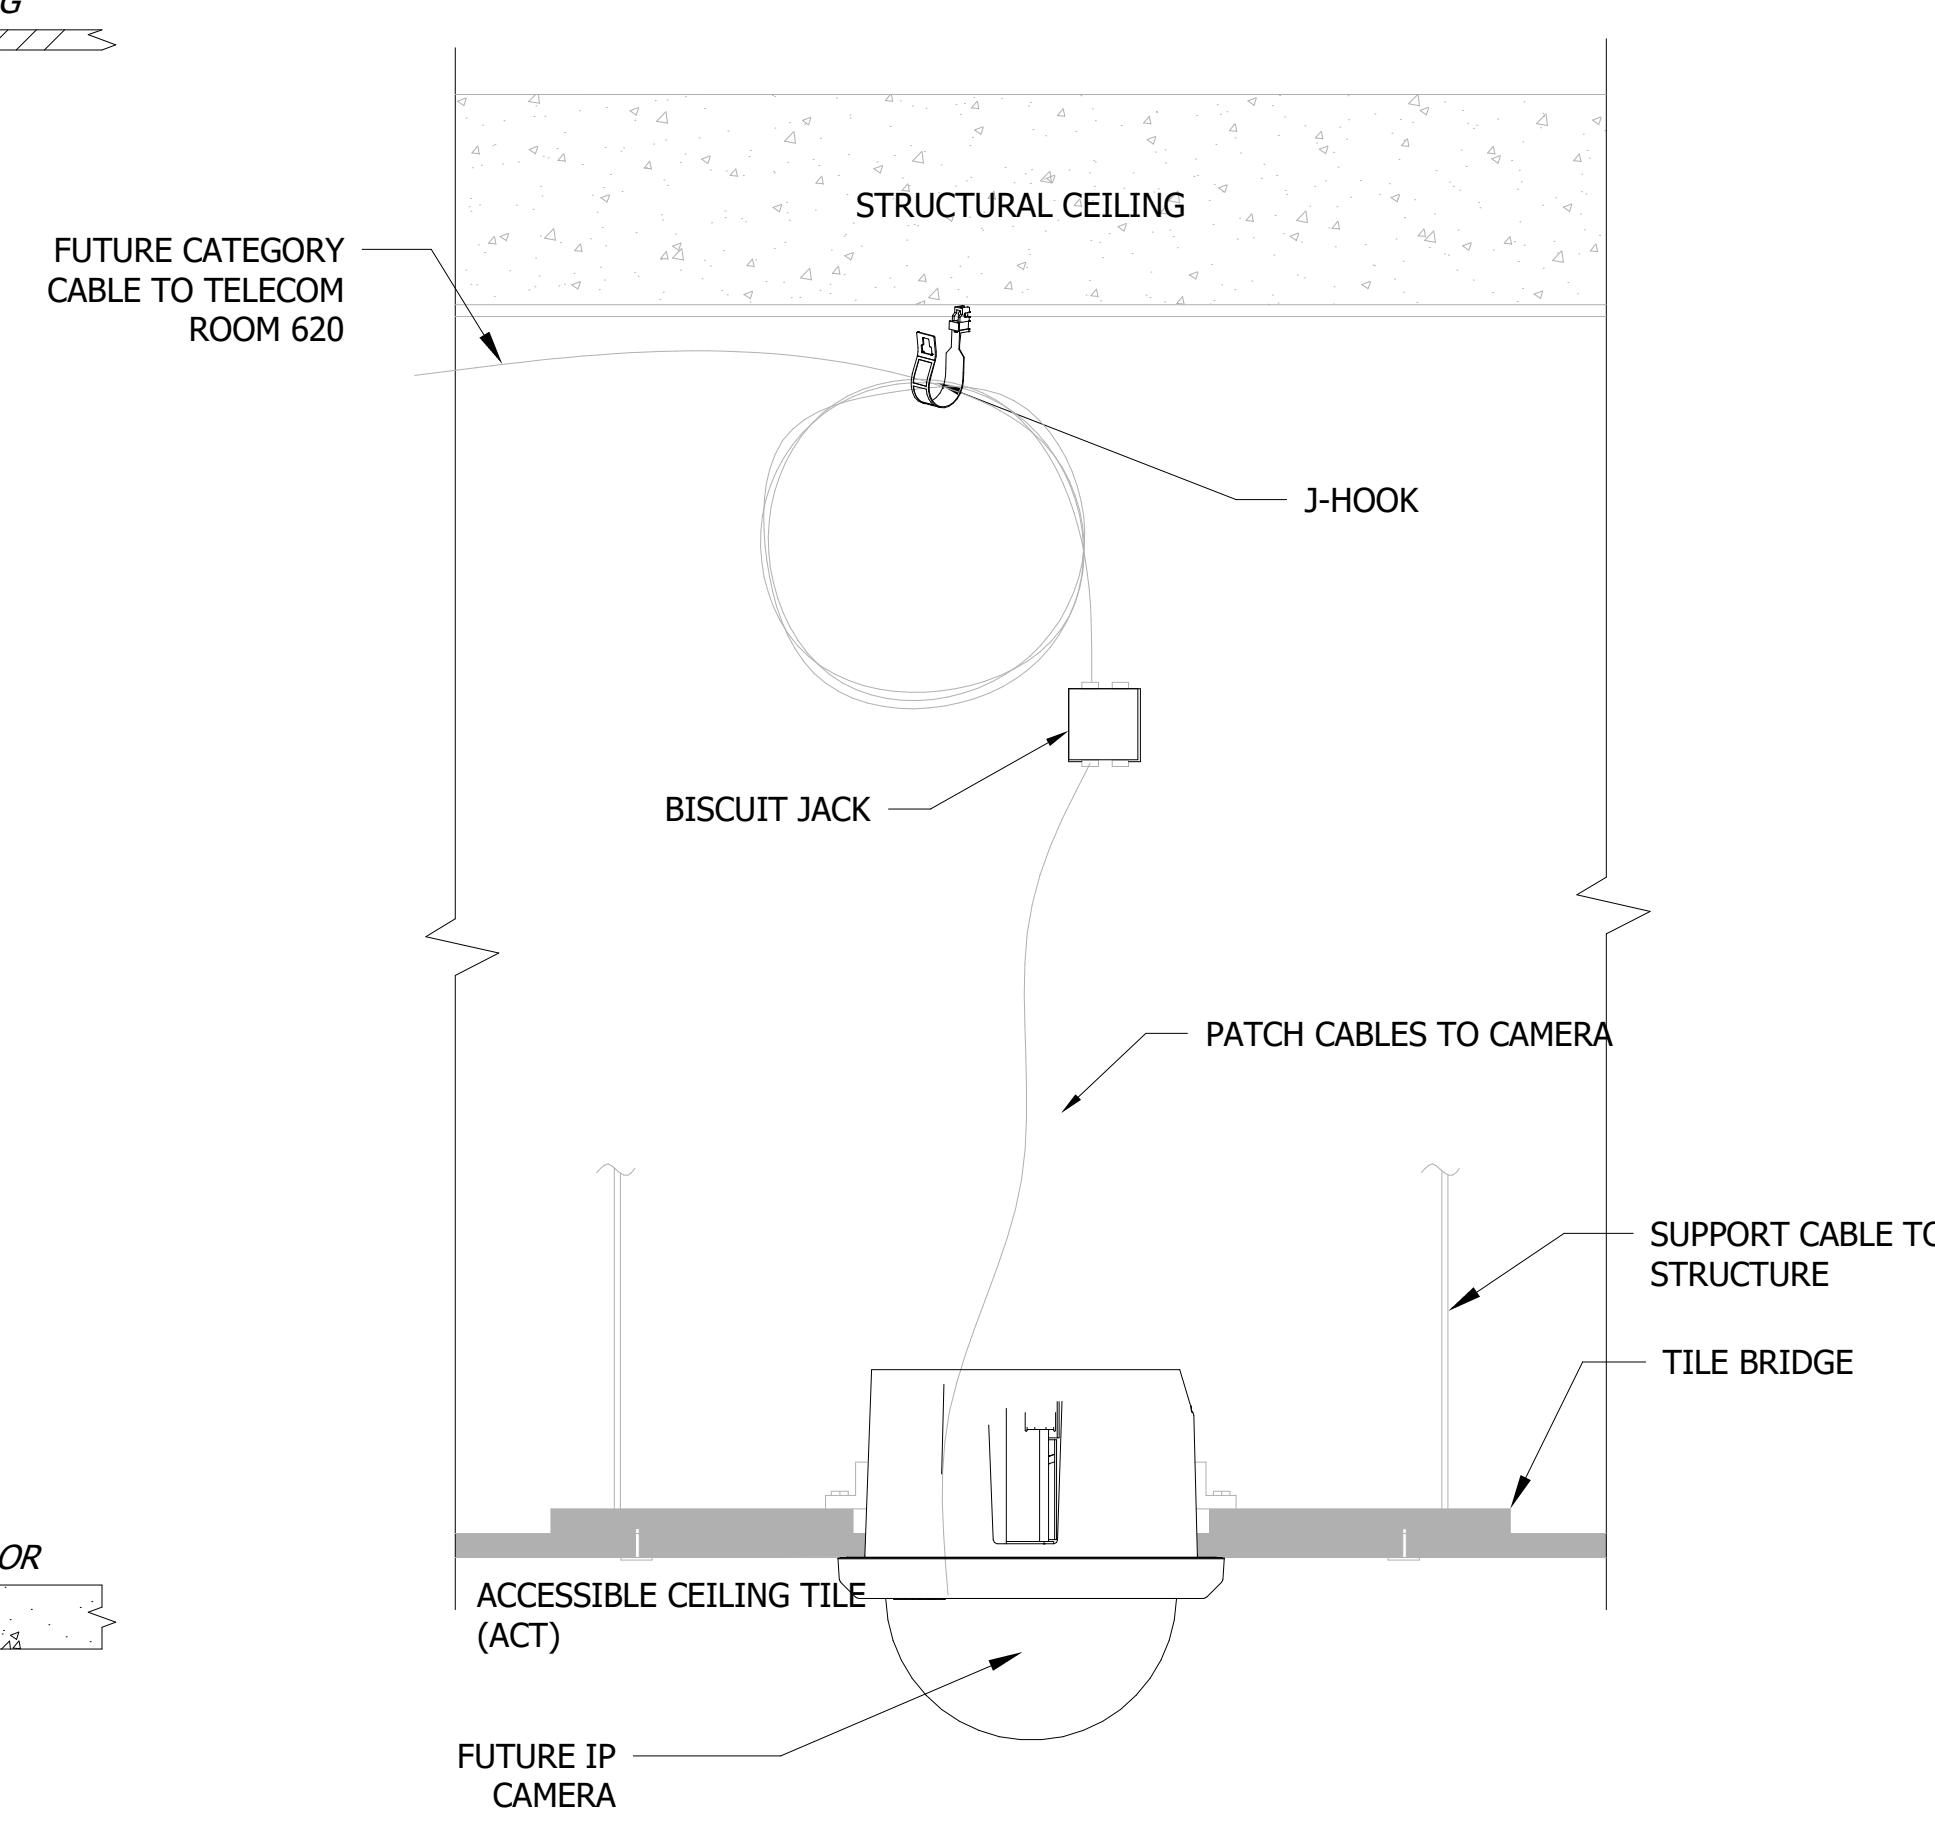 STRUCTURAL CEILING
FUTURE CATEGORY
CABLE TO TELECOM
ROOM 620
J-HOOK
BISCUIT JACK
PATCH CABLES TO CAMERA
SUPPORT CABLE TO
STRUCTURE
TILE BRIDGE
OR
ACCESSIBLE CEILING TILE
(ACT)
FUTURE IP
CAMERA